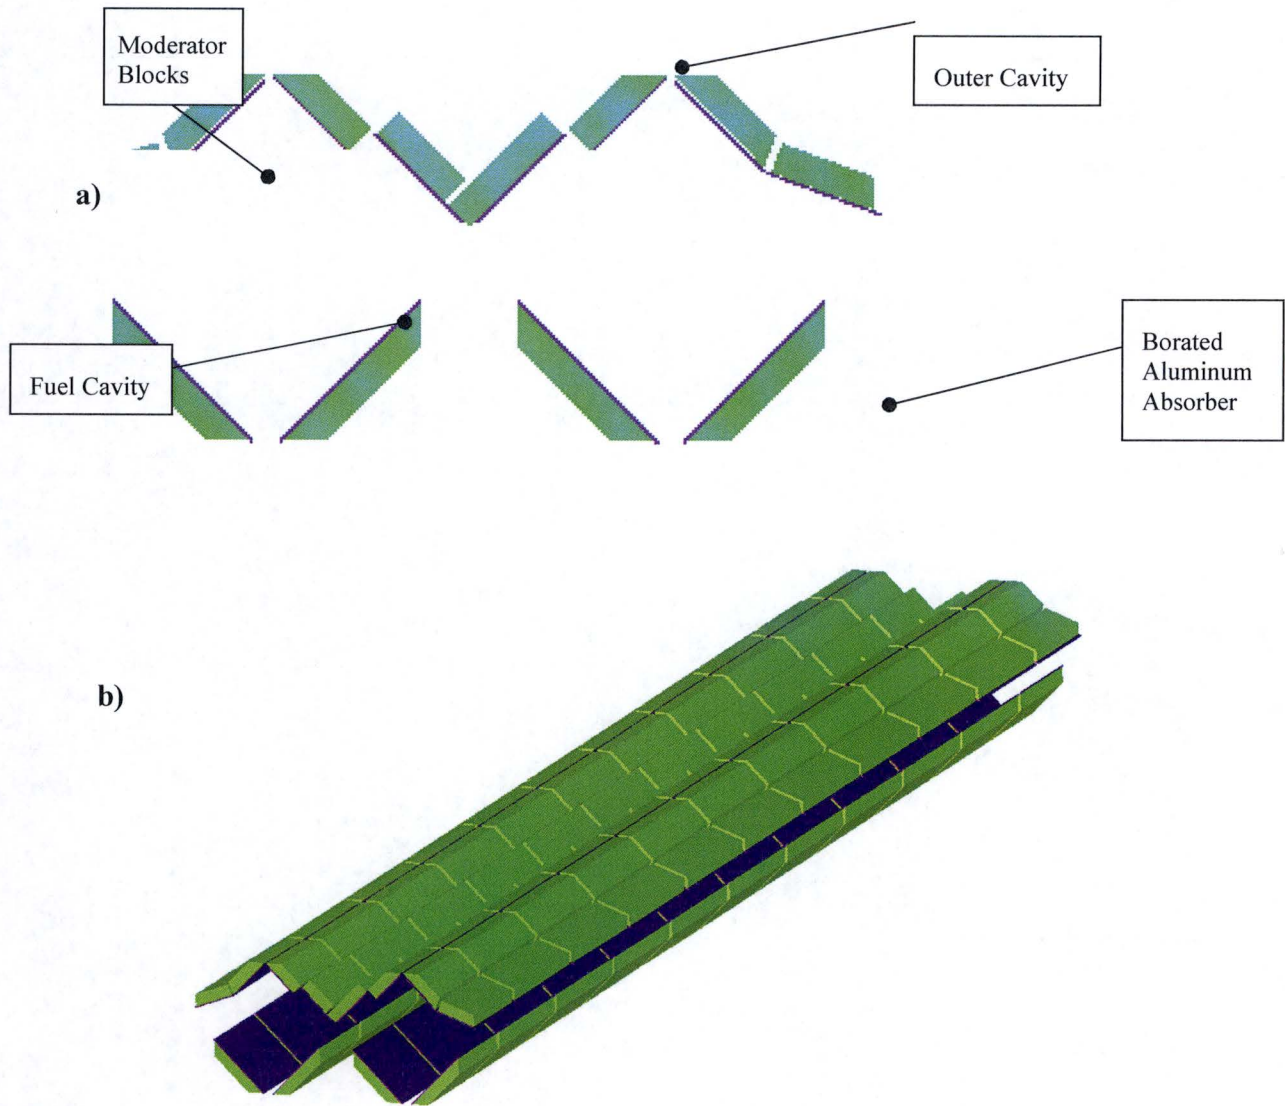 Moderator
Blocks
Outer Cavity
a)
Fuel Cavity
Borated
Aluminum
Absorber
b)